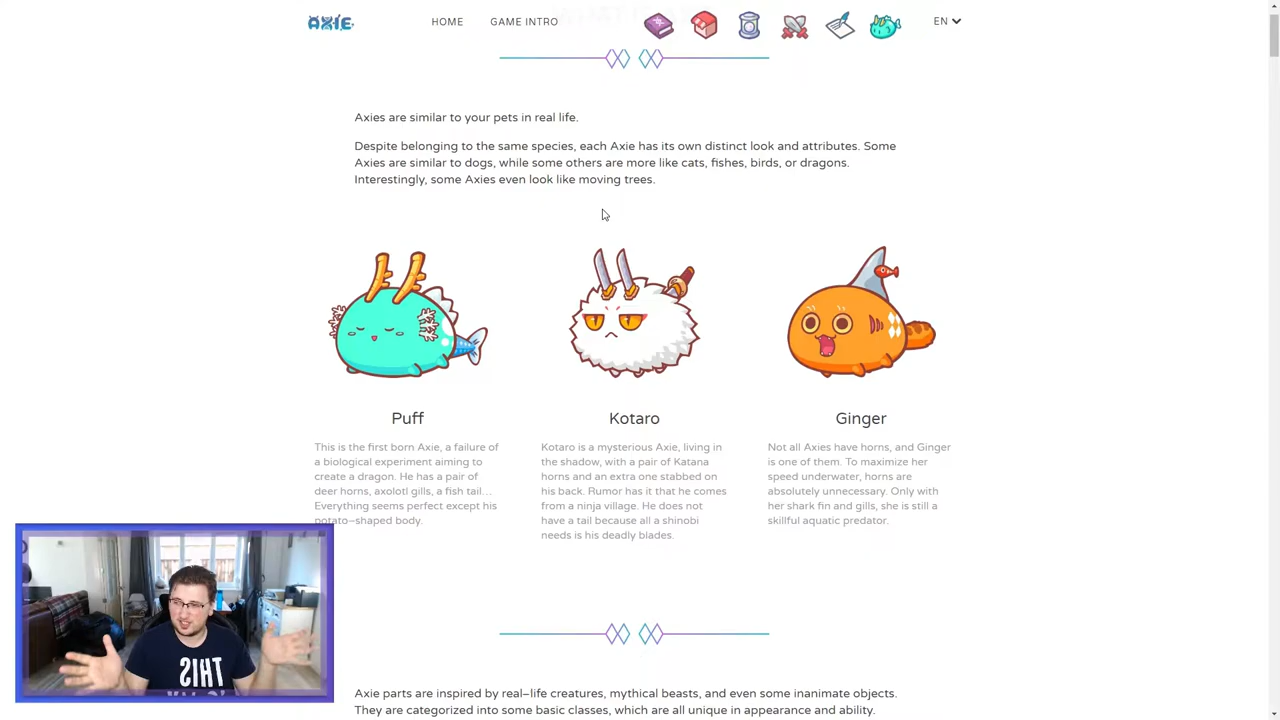 AXIE
HOME
GAME INTRO
EN
Axies are similar to your pets in real life.
Despite belonging to the same species, each Axie has its own distinct look and attributes. Some
Axies are similar to dogs, while some others are more like cats, fishes, birds, or dragons.
Interestingly, some Axies even look like moving trees.
Puff
This is the first born Axie, a failure of
a biological experiment aiming to
create a dragon. He has a pair of
deer horns, axolotl gills, a fish tail...
Everything seems perfect except his
potato-shaped body.
Kotaro
Kotaro is a mysterious Axie, living in
the shadow, with a pair of Katana
horns and an extra one stabbed on
his back. Rumor has it that he comes
from a ninja village. He does not
have a tail because all a shinobi
needs is his deadly blades.
Ginger
Not all Axies have horns, and Ginger
is one of them. To maximize her
speed underwater, horns are
absolutely unnecessary. Only with
her shark fin and gills, she is still a
skillful aquatic predator.
THIS
Axie parts are inspired by real-life creatures, mythical beasts, and even some inanimate objects.
They are categorized into some basic classes, which are all unique in appearance and ability.